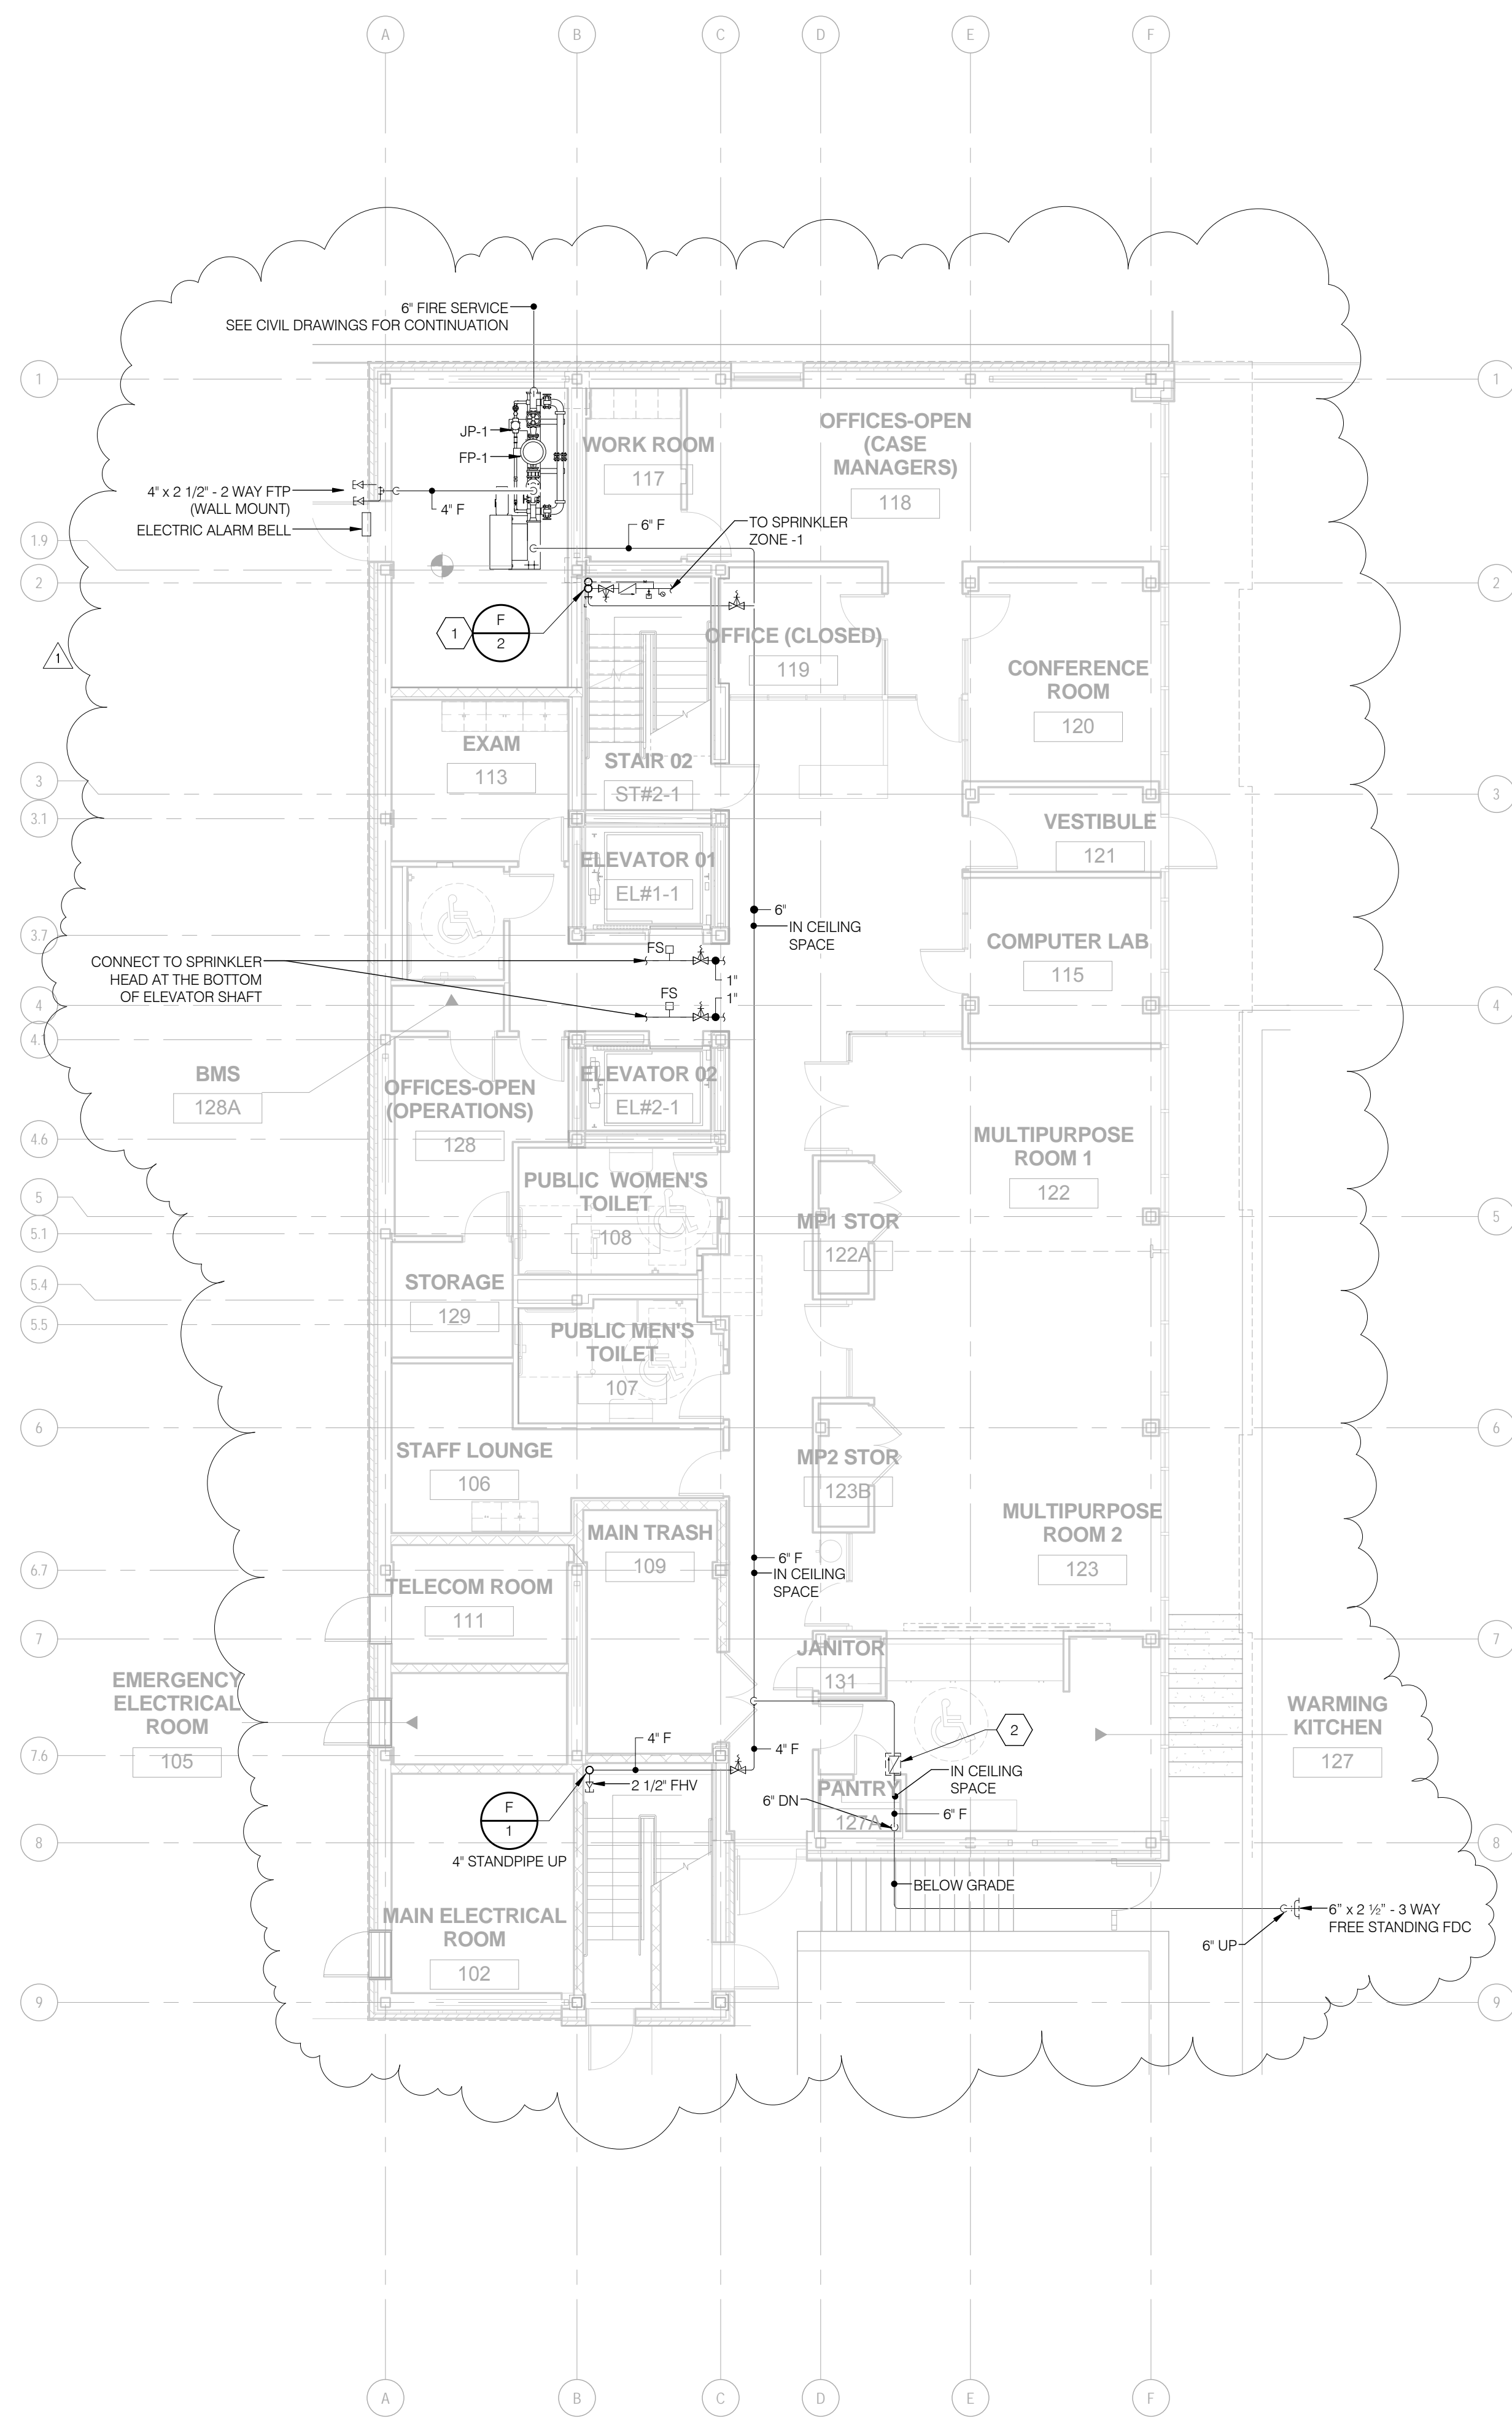 A
B
C
D
E
F
6" FIRE SERVICE
SEE CIVIL DRAWINGS FOR CONTINUATION
1
1
JP-1
FP-1
4" x 2 1/2" - 2 WAY FTP
(WALL MOUNT)
ELECTRIC ALARM BELL
4" F
WORK ROOM
117
OFFICES-OPEN
(CASE
MANAGERS)
118
6" F
TO SPRINKLER
ZONE -1
1.9
2
2
1
F
2
1
OFFICE (CLOSED)
119
CONFERENCE
ROOM
120
EXAM
113
STAIR 02
ST#2-1
3
3
3.1
VESTIBULE
121
ELEVATOR 01
EL#1-1
6"
IN CEILING
SPACE
3.7
COMPUTER LAB
115
CONNECT TO SPRINKLER
HEAD AT THE BOTTOM
OF ELEVATOR SHAFT
FS
1"
FS
1"
4
4
4.1
BMS
128A
OFFICES-OPEN
(OPERATIONS)
128
ELEVATOR 02
EL#2-1
4.6
MULTIPURPOSE
ROOM 1
122
PUBLIC WOMEN'S
TOILET
108
5
5
5.1
MP1 STOR
122A
5.4
STORAGE
129
5.5
PUBLIC MEN'S
TOILET
107
6
6
STAFF LOUNGE
106
MP2 STOR
123B
MULTIPURPOSE
ROOM 2
123
MAIN TRASH
109
6" F
IN CEILING
SPACE
6.7
TELECOM ROOM
111
7
7
JANITOR
131
EMERGENCY
ELECTRICAL
ROOM
105
WARMING
KITCHEN
127
2
7.6
4" F
4" F
2 1/2" FHV
IN CEILING
SPACE
PANTRY
127A
6" DN
6" F
F
1
4" STANDPIPE UP
8
8
BELOW GRADE
6" x 2 ½" - 3 WAY
FREE STANDING FDC
6" UP
MAIN ELECTRICAL
ROOM
102
9
9
A
B
C
D
E
F